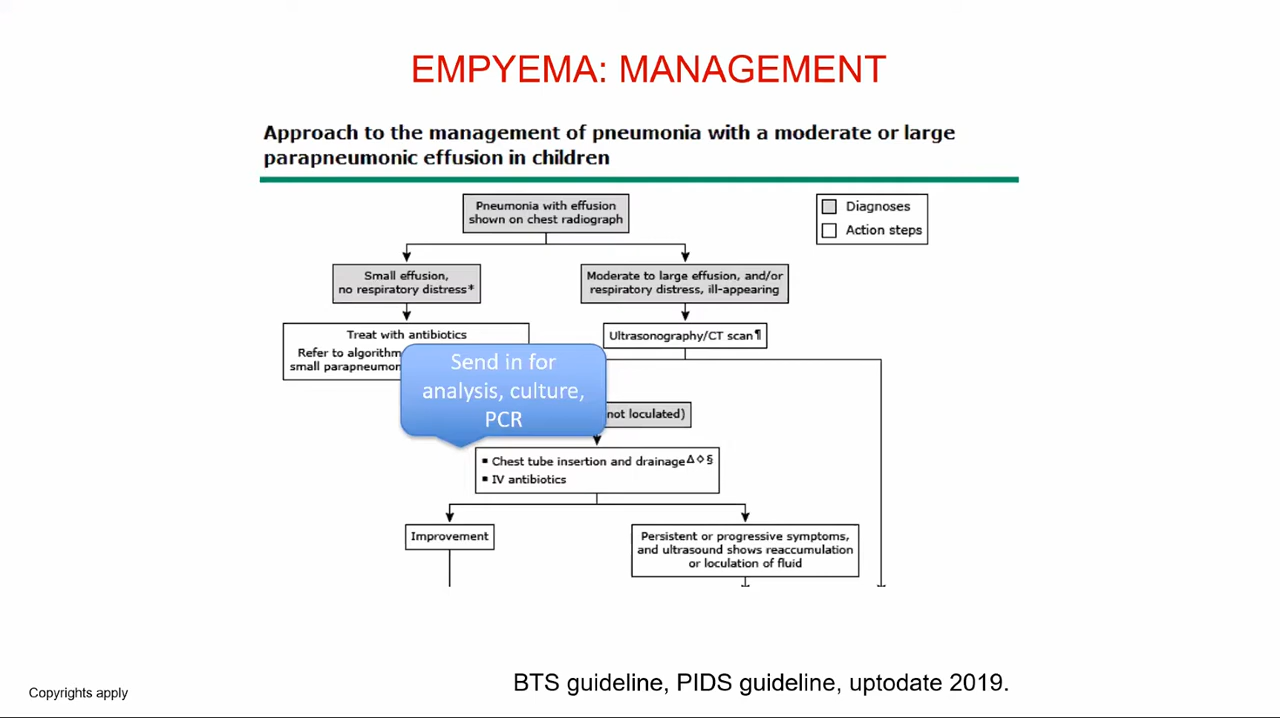 EMPYEMA: MANAGEMENT
Approach to the management of pneumonia with a moderate or large
parapneumonic effusion in children
Pneumonia with effusion
shown on chest radiograph
Diagnoses
Action steps
Small effusion,
no respiratory distress*
Moderate to large effusion, and/or
respiratory distress, ill-appearing
Treat with antibiotics
Refer to algorithm
small parapneumon
Ultrasonography/CT scan¶
Send in for
analysis, culture,
PCR
not loculated)
▪ Chest tube insertion and drainageΔ◇§
▪ IV antibiotics
Improvement
Persistent or progressive symptoms,
and ultrasound shows reaccumulation
or loculation of fluid
BTS guideline, PIDS guideline, uptodate 2019.
Copyrights apply